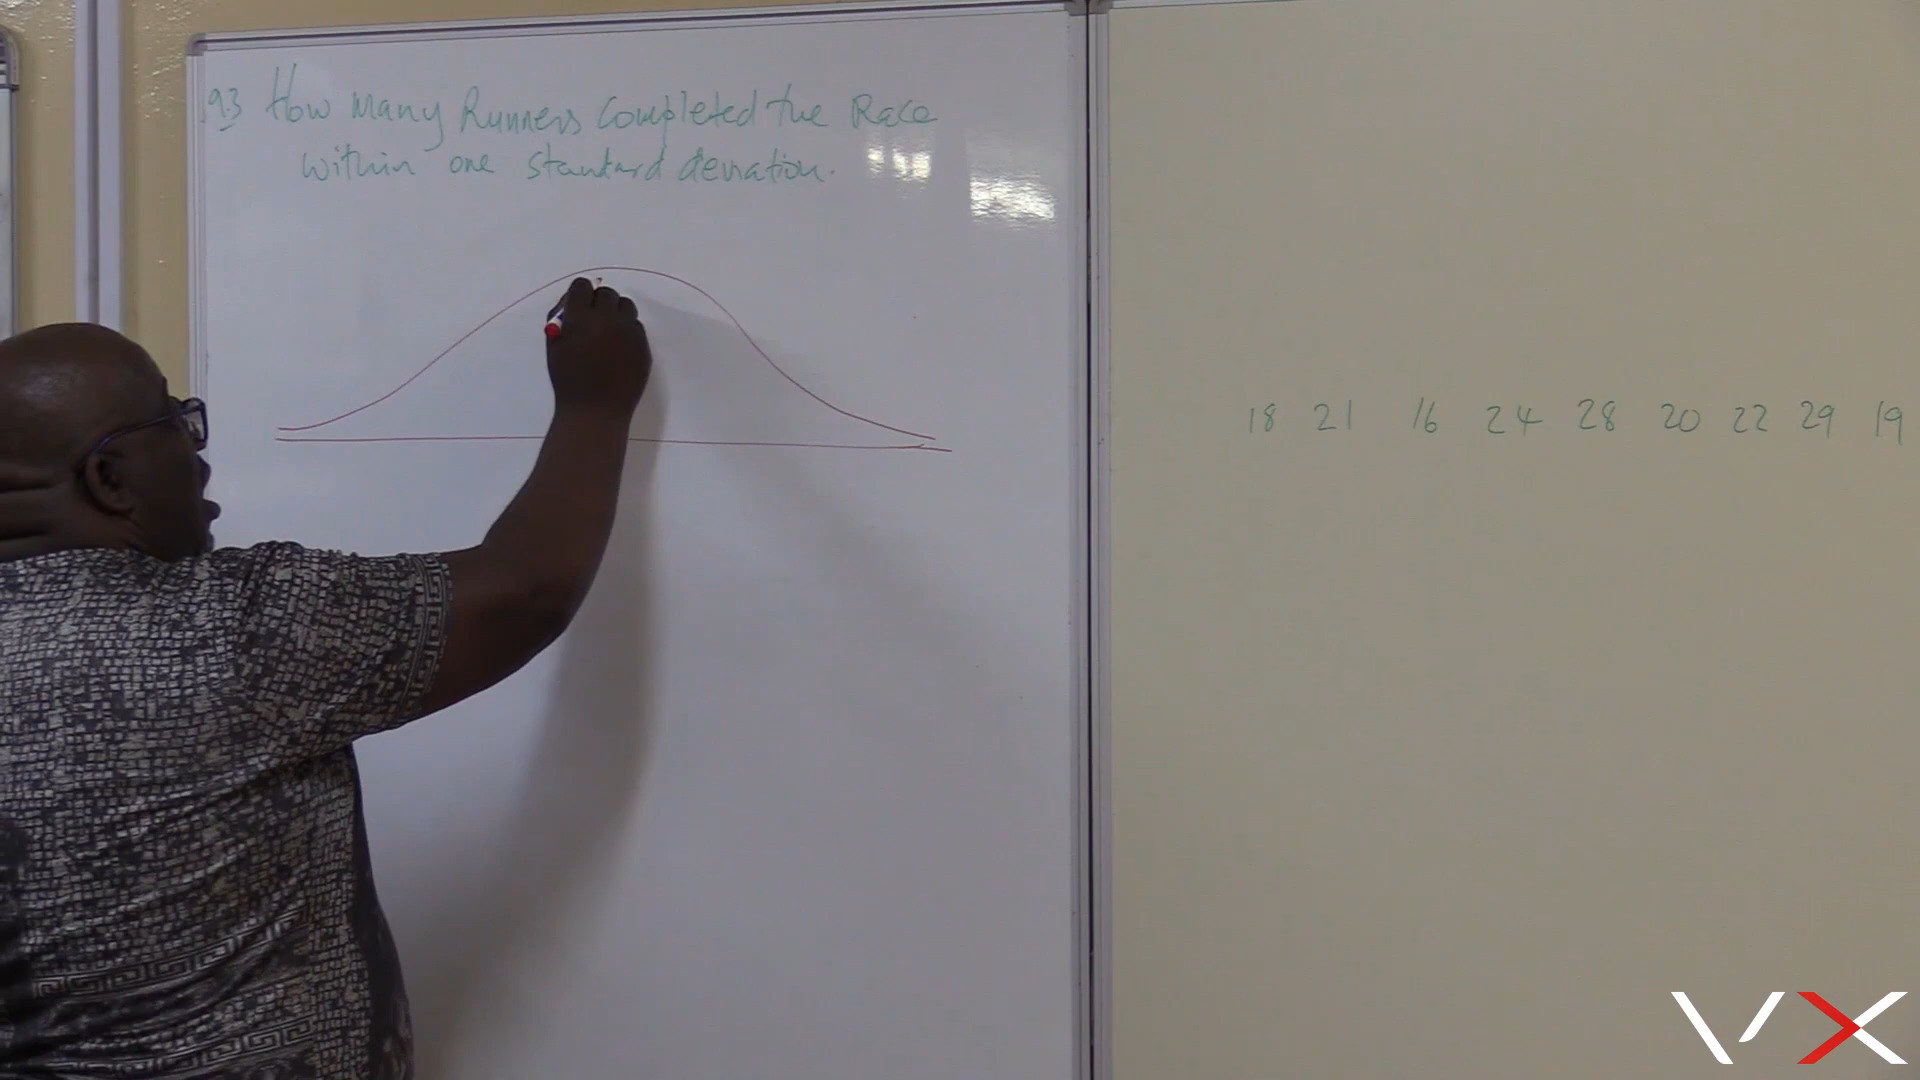 9.3 How Many Runners Completed the Race
within one standard deviation.
18 21 16 24 28 20 22 29 19
VX